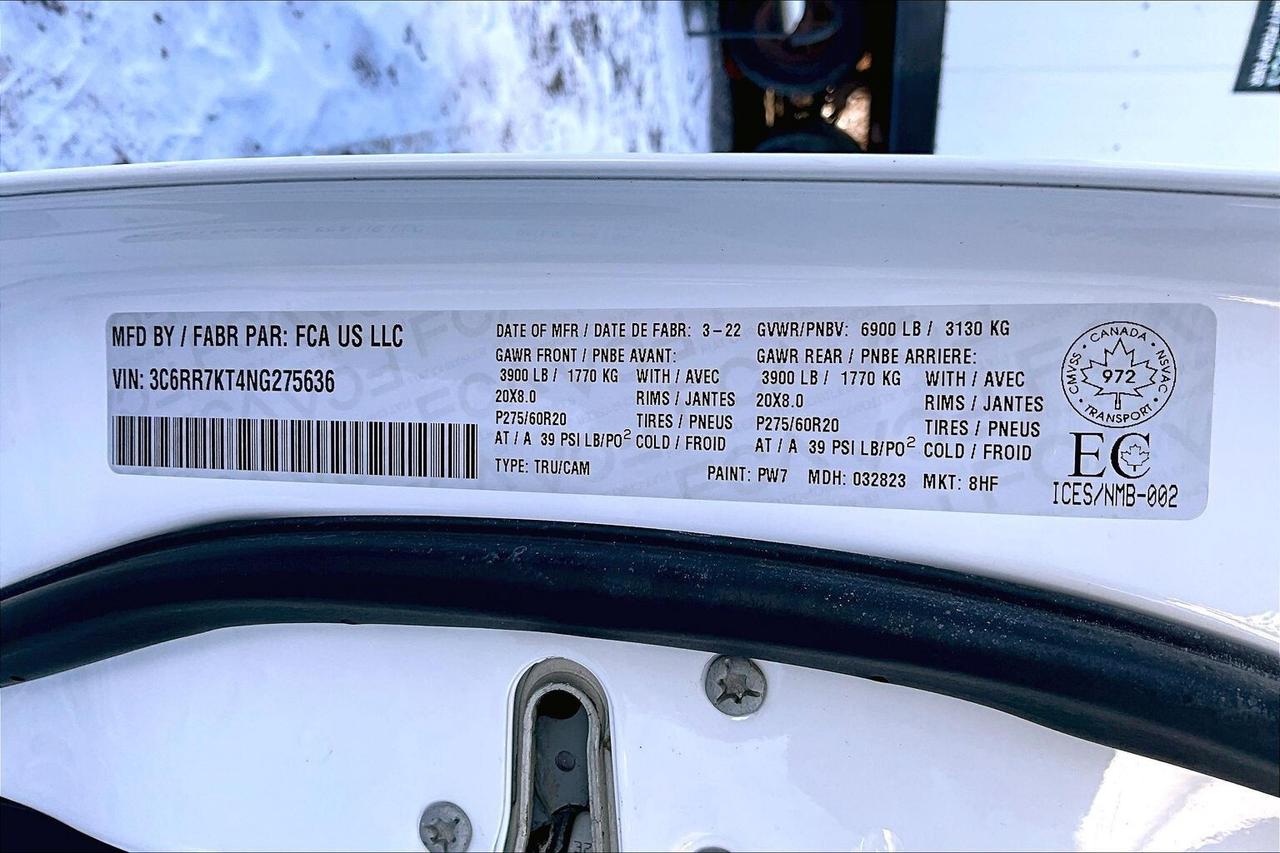 MFD BY / FABR PAR: FCA US LLC
VIN: 3C6RR7KT4NG275636
DATE OF MFR / DATE DE FABR: 3-22 GVWR/PNBV: 6900 LB / 3130 KG
GAWR FRONT / PNBE AVANT: GAWR REAR / PNBE ARRIERE:
3900 LB / 1770 KG WITH / AVEC 3900 LB / 1770 KG WITH / AVEC
20X8.0 RIMS / JANTES 20X8.0 RIMS / JANTES
P275/60R20 TIRES / PNEUS P275/60R20 TIRES / PNEUS
AT / A 39 PSI LB/PO² COLD / FROID AT / A 39 PSI LB/PO² COLD / FROID
TYPE: TRU/CAM PAINT: PW7 MDH: 032823 MKT: 8HF
CANADA
CMVSS 972 NSVAC
TRANSPORT
EC
ICES/NMB-002
37